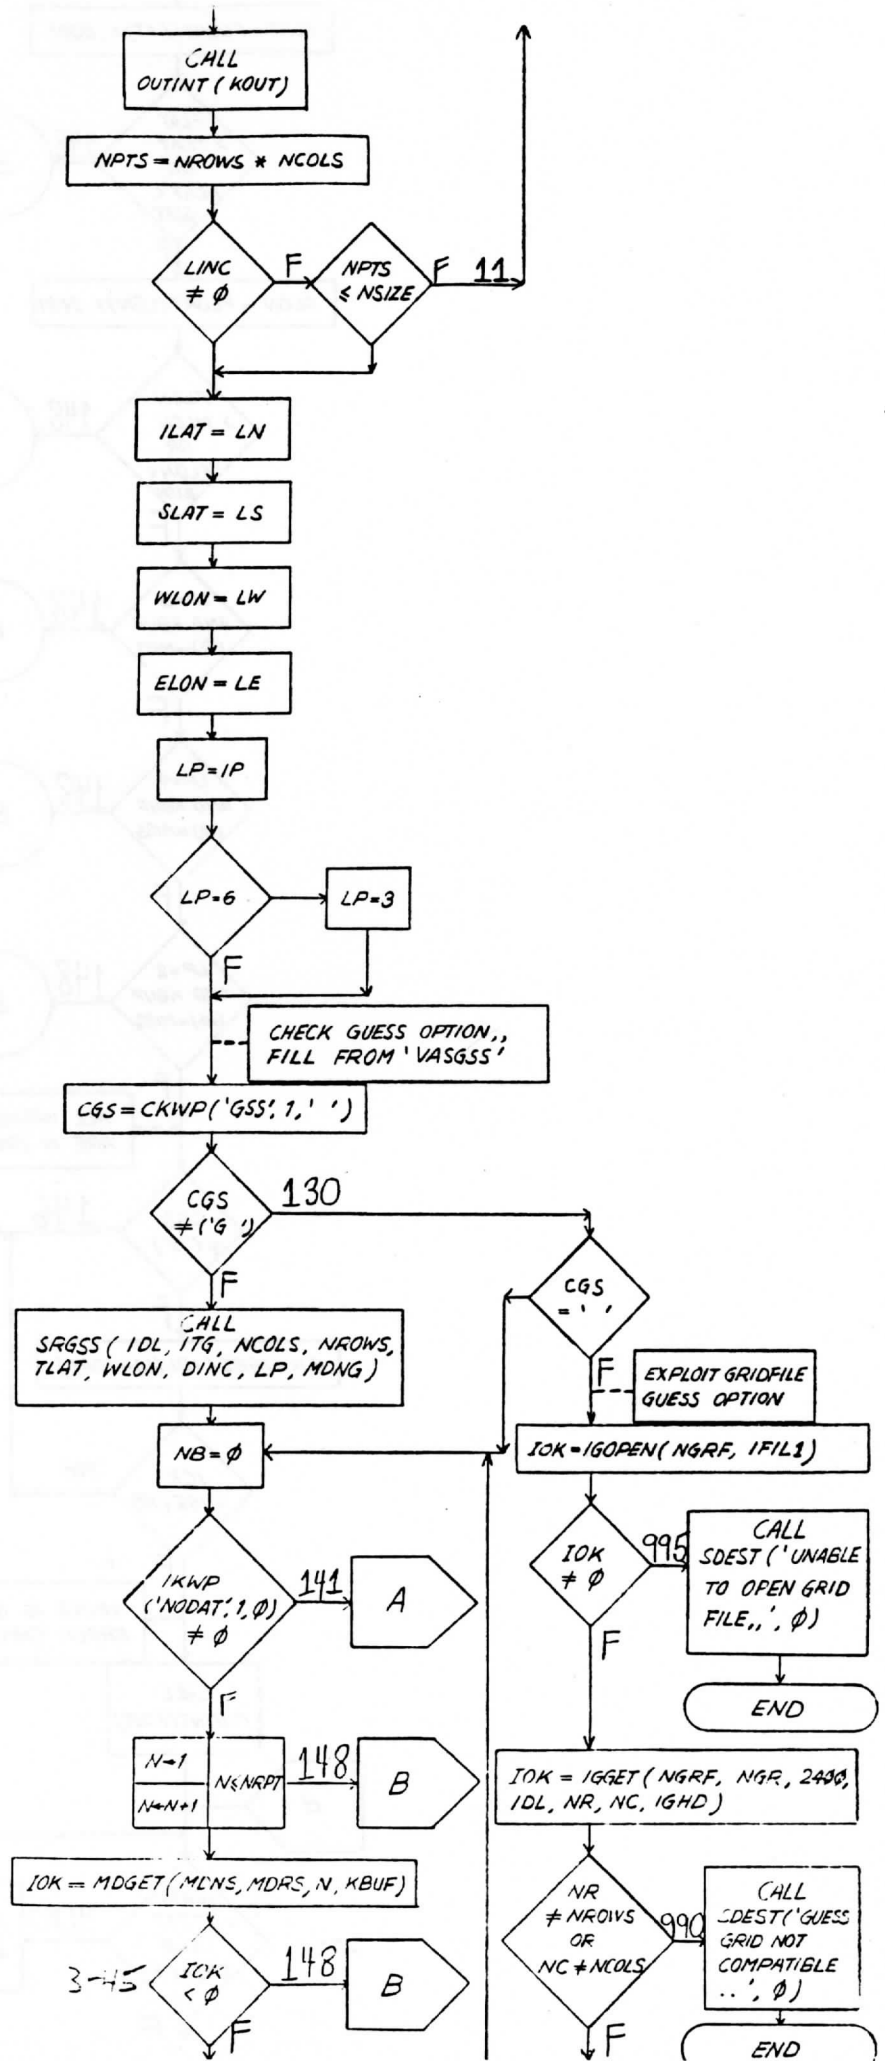 CALL
OUTINT (KOUT)
NPTS = NROWS * NCOLS
LINC
≠ φ
F
NPTS
≤ NSIZE
F
11
ILAT = LN
SLAT = LS
WLON = LW
ELON = LE
LP=IP
LP=6
LP=3
F
CHECK GUESS OPTION,,
FILL FROM 'VASGSS'
CGS = CKWP('GSS', 1, ' ')
CGS
≠ ('G ')
130
F
CGS
= ' '
F
CALL
SRGSS ( IDL, ITG, NCOLS, NROWS,
TLAT, WLON, DINC, LP, MDNG)
EXPLOIT GRIDFILE
GUESS OPTION
NB = φ
IOK = IGOPEN( NGRF, IFIL1)
IKWP
('NODAT', 1, φ)
≠ φ
141
A
F
IOK
≠ φ
995
CALL
SDEST ('UNABLE
TO OPEN GRID
FILE,,', φ)
F
END
N←1
N←N+1
N≤NRPT
148
B
IOK = IGGET ( NGRF, NGR, 2400,
IDL, NR, NC, IGHD)
IOK = MDGET(MDNS, MDRS, N, KBUF)
NR
≠ NROWS
OR
NC ≠ NCOLS
990
CALL
SDEST('GUESS
GRID NOT
COMPATIBLE
..', φ)
F
END
3-45
IOK
< φ
148
B
F